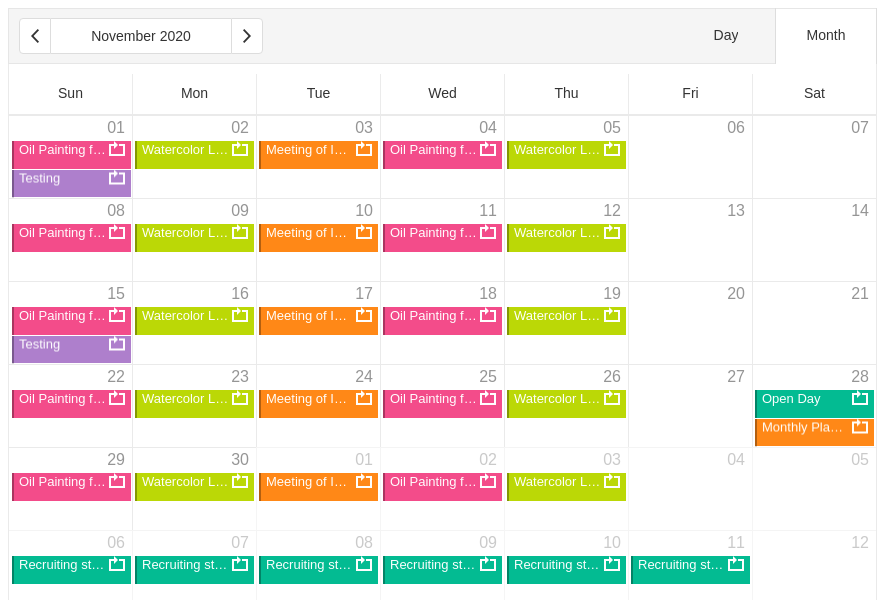 November 2020
Day
Month
Sun Mon Tue Wed Thu Fri Sat
01 02 03 04 05 06 07
Oil Painting f... Watercolor L... Meeting of I... Oil Painting f... Watercolor L...
Testing
08 09 10 11 12 13 14
Oil Painting f... Watercolor L... Meeting of I... Oil Painting f... Watercolor L...
15 16 17 18 19 20 21
Oil Painting f... Watercolor L... Meeting of I... Oil Painting f... Watercolor L...
Testing
22 23 24 25 26 27 28
Oil Painting f... Watercolor L... Meeting of I... Oil Painting f... Watercolor L... Open Day
Monthly Pla...
29 30 01 02 03 04 05
Oil Painting f... Watercolor L... Meeting of I... Oil Painting f... Watercolor L...
06 07 08 09 10 11 12
Recruiting st... Recruiting st... Recruiting st... Recruiting st... Recruiting st... Recruiting st...